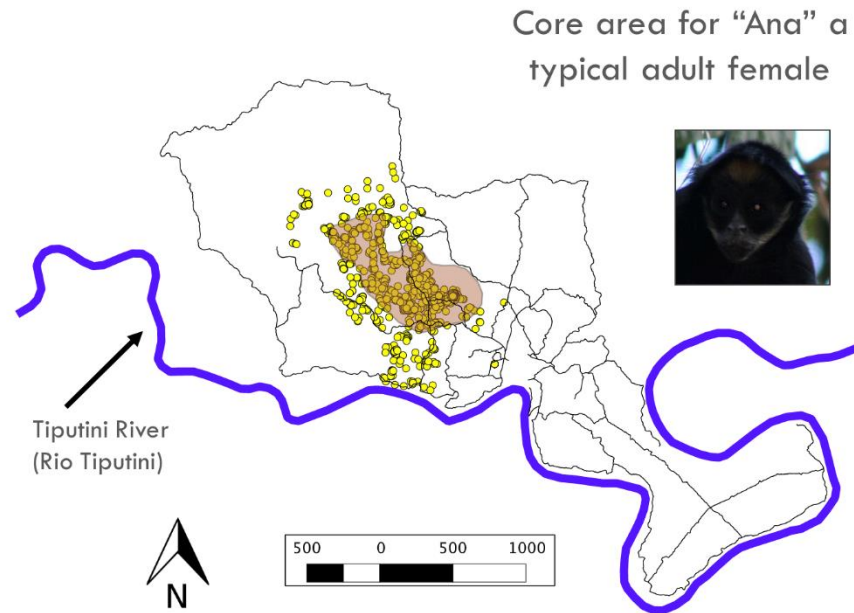 Core area for “Ana” a
typical adult female
Tiputini River
(Rio Tiputini)
N
500 0 500 1000